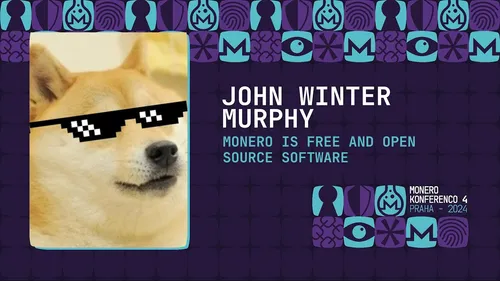 JOHN WINTER
MURPHY
MONERO IS FREE AND OPEN
SOURCE SOFTWARE
MONERO
KONFERENCO 4
PRAHA - 2024